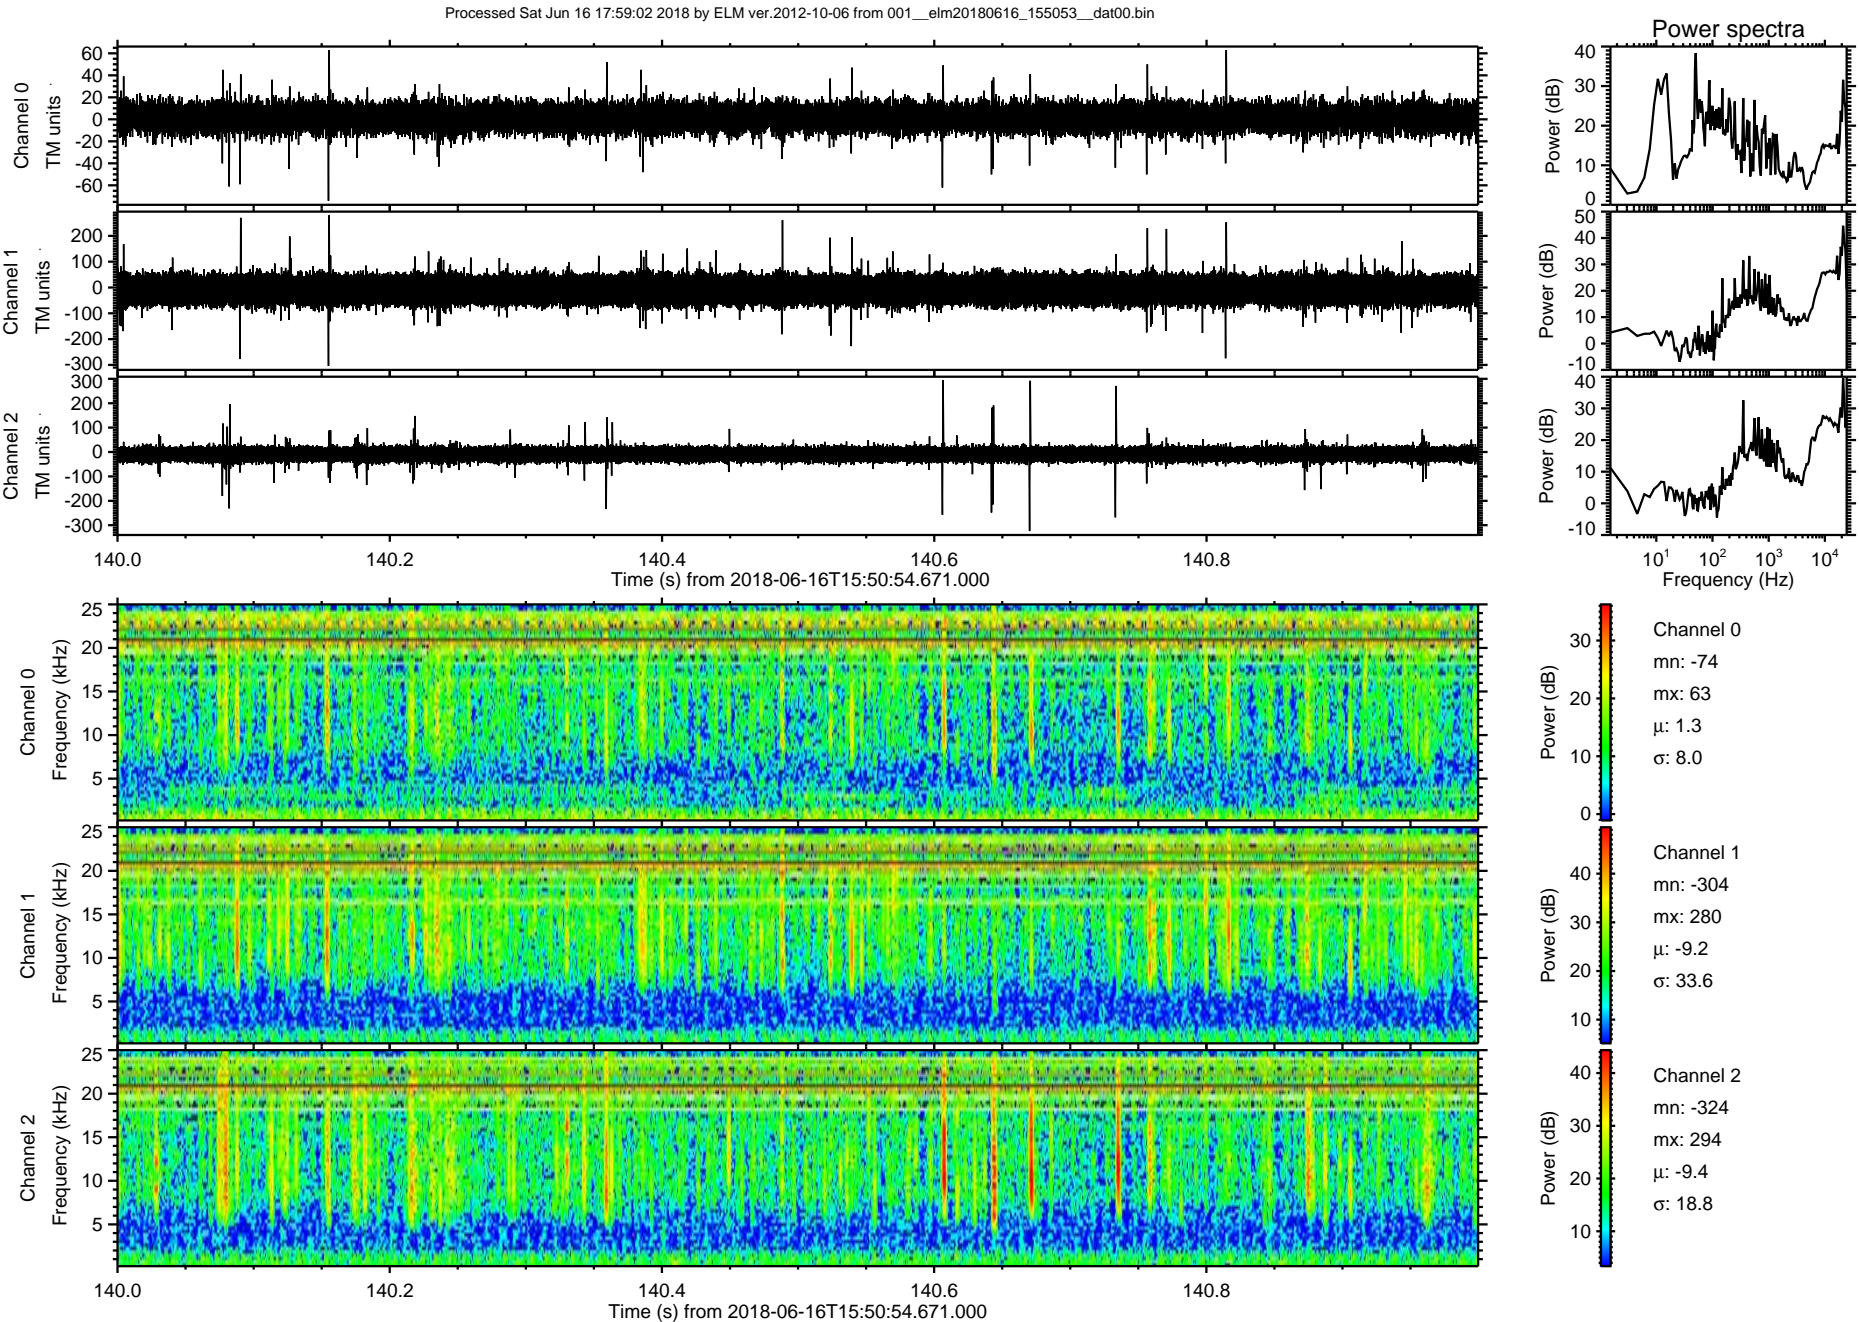 Processed Sat Jun 16 17:59:02 2018 by ELM ver.2012-10-06 from 001__elm20180616_155053__dat00.bin
Power spectra
Channel 0
TM units
60
40
20
0
-20
-40
-60
Power (dB)
40
30
20
10
0
Channel 1
TM units
200
100
0
-100
-200
-300
Power (dB)
50
40
30
20
10
0
-10
Channel 2
TM units
300
200
100
0
-100
-200
-300
Power (dB)
40
30
20
10
0
-10
140.0 140.2 140.4 140.6 140.8
Time (s) from 2018-06-16T15:50:54.671.000
10^1 10^2 10^3 10^4
Frequency (Hz)
Channel 0
Frequency (kHz)
25
20
15
10
5
Power (dB)
30
20
10
0
Channel 0
mn: -74
mx: 63
μ: 1.3
σ: 8.0
Channel 1
Frequency (kHz)
25
20
15
10
5
Power (dB)
40
30
20
10
Channel 1
mn: -304
mx: 280
μ: -9.2
σ: 33.6
Channel 2
Frequency (kHz)
25
20
15
10
5
Power (dB)
40
30
20
10
Channel 2
mn: -324
mx: 294
μ: -9.4
σ: 18.8
140.0 140.2 140.4 140.6 140.8
Time (s) from 2018-06-16T15:50:54.671.000